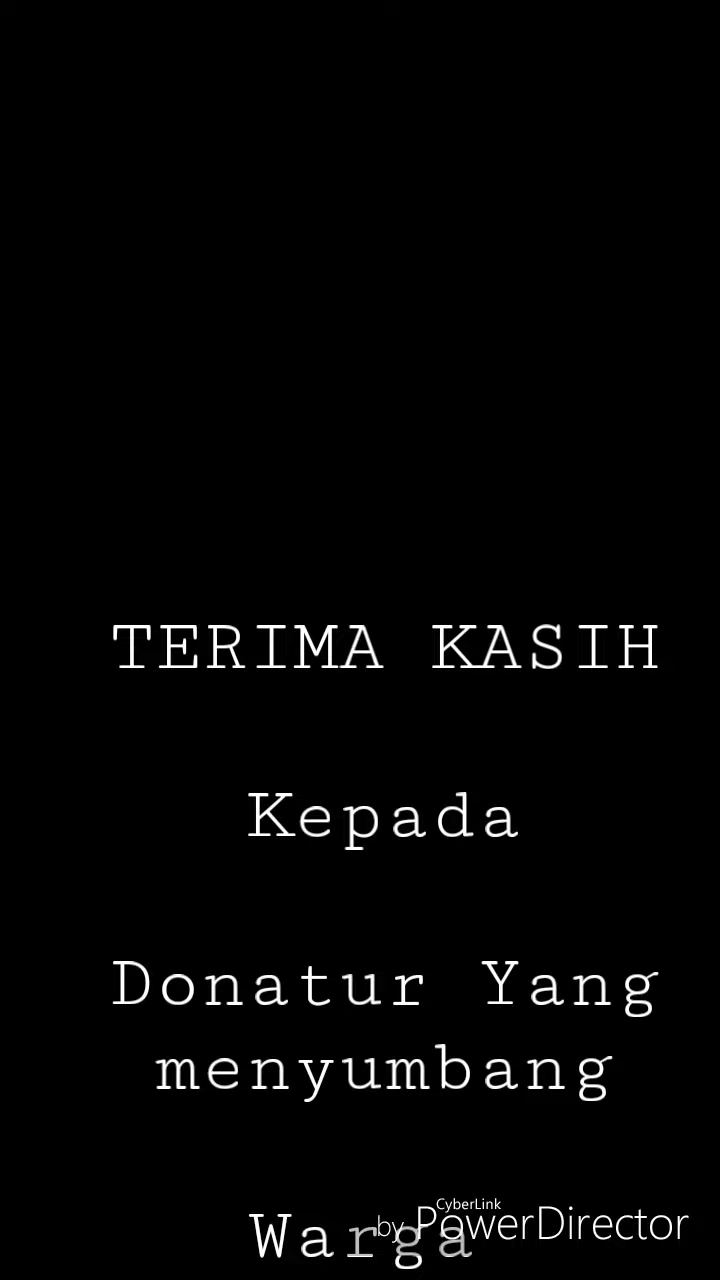 TERIMA KASIH
Kepada
Donatur Yang
menyumbang
Warga
CyberLink
by PowerDirector